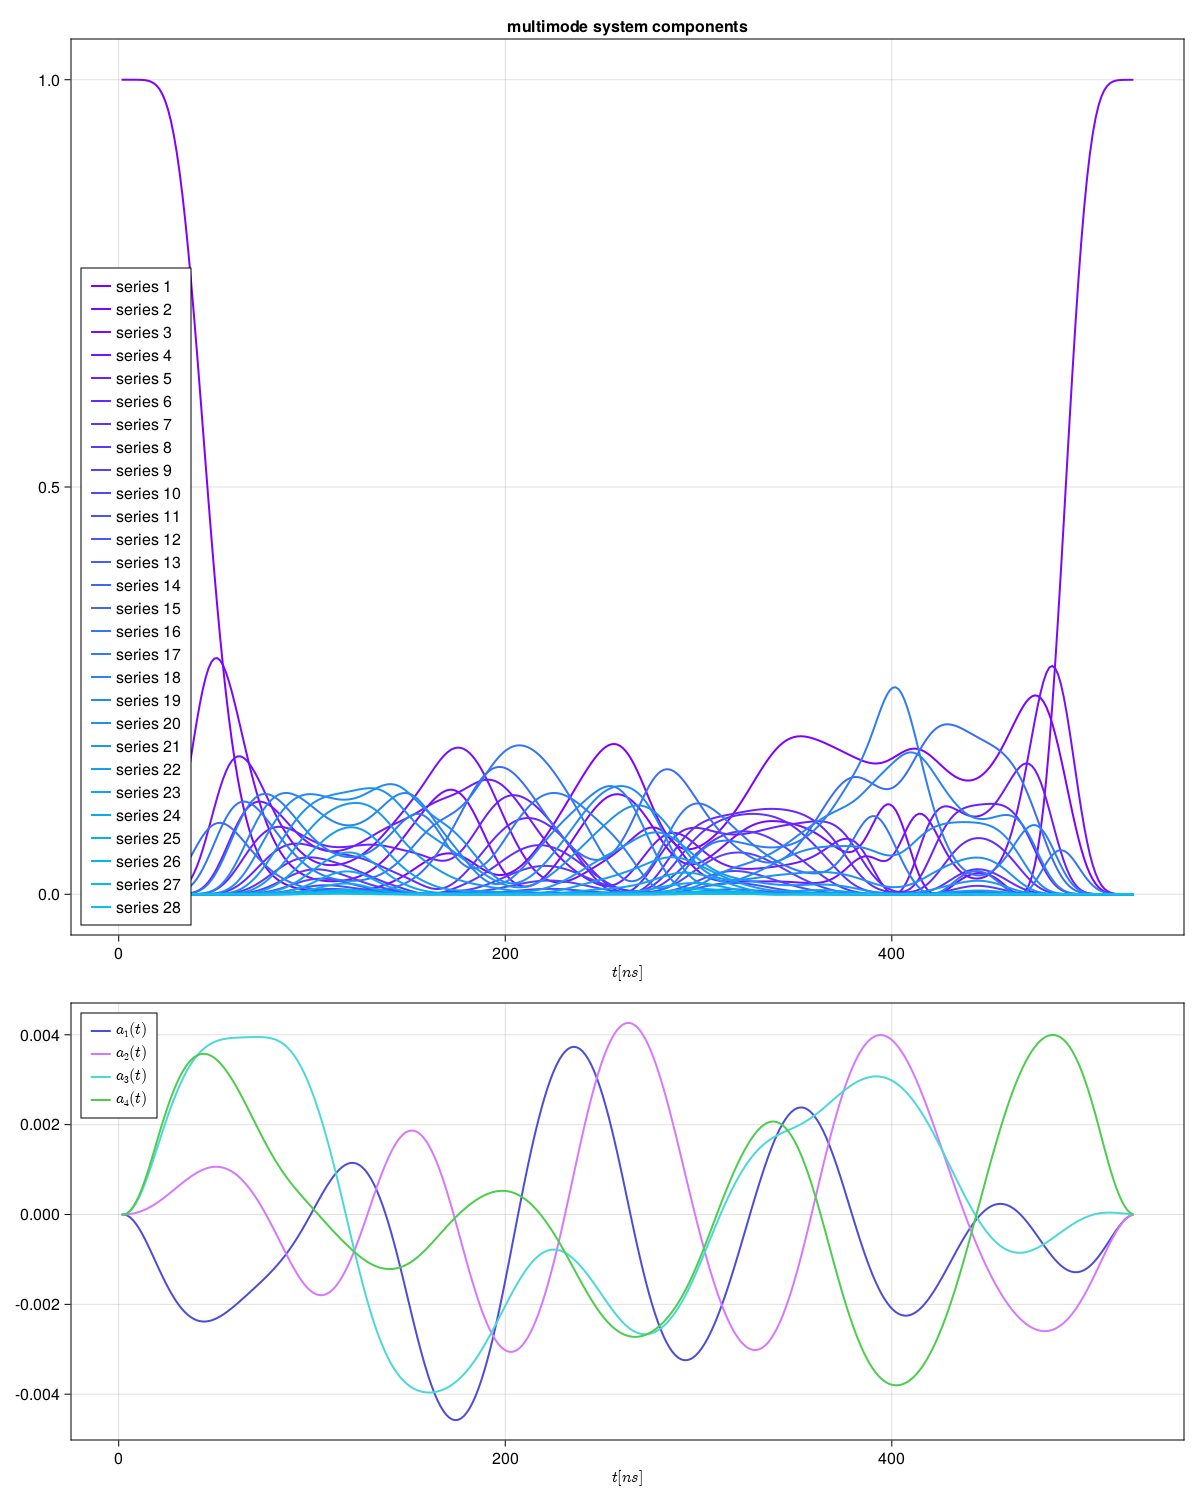 multimode system components
1.0
0.5
0.0
series 1
series 2
series 3
series 4
series 5
series 6
series 7
series 8
series 9
series 10
series 11
series 12
series 13
series 14
series 15
series 16
series 17
series 18
series 19
series 20
series 21
series 22
series 23
series 24
series 25
series 26
series 27
series 28
0 200 400
t[ns]
0.004
0.002
0.000
-0.002
-0.004
a₁(t)
a₂(t)
a₃(t)
a₄(t)
0 200 400
t[ns]